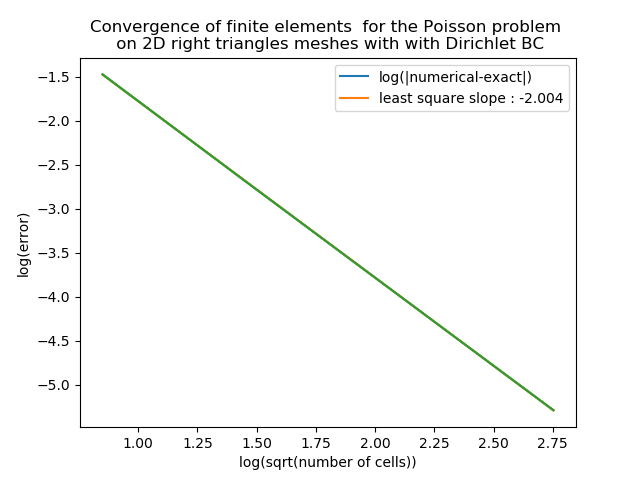 Convergence of finite elements  for the Poisson problem
on 2D right triangles meshes with with Dirichlet BC
log(|numerical-exact|)
least square slope : -2.004
−1.5
−2.0
−2.5
−3.0
−3.5
−4.0
−4.5
−5.0
log(error)
1.00 1.25 1.50 1.75 2.00 2.25 2.50 2.75
log(sqrt(number of cells))